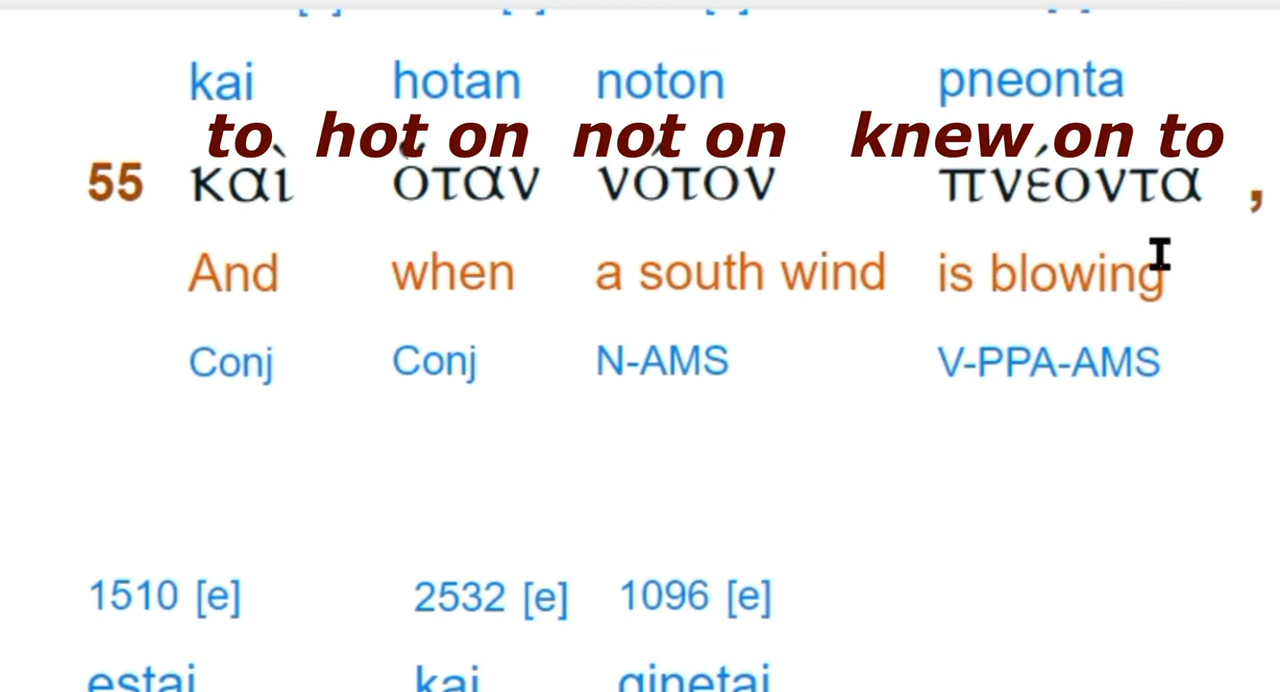 kai hotan noton pneonta
to hot on not on knew on to
55 καὶ ὅταν νότον πνέοντα ,
And when a south wind is blowing
Conj Conj N-AMS V-PPA-AMS
1510 [e] 2532 [e] 1096 [e]
estai kai ginetai